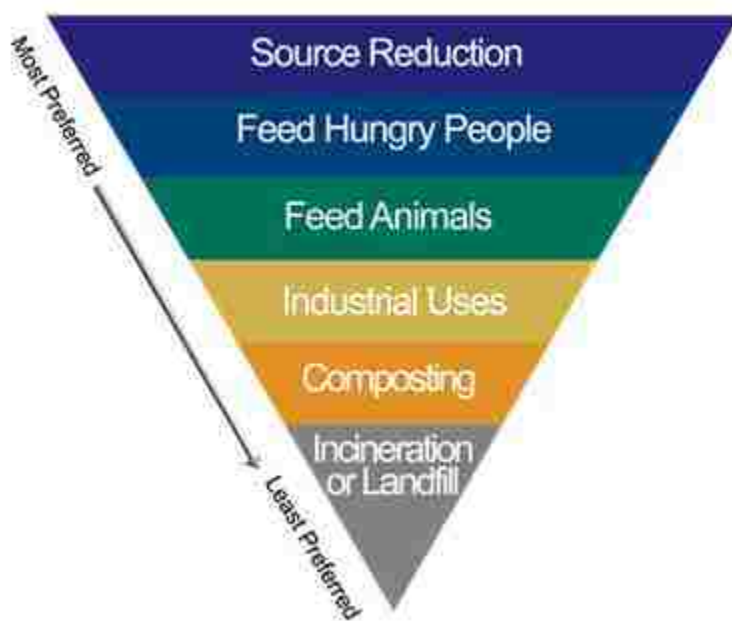 Most Preferred
Source Reduction
Feed Hungry People
Feed Animals
Industrial Uses
Composting
Incineration
or Landfill
Least Preferred